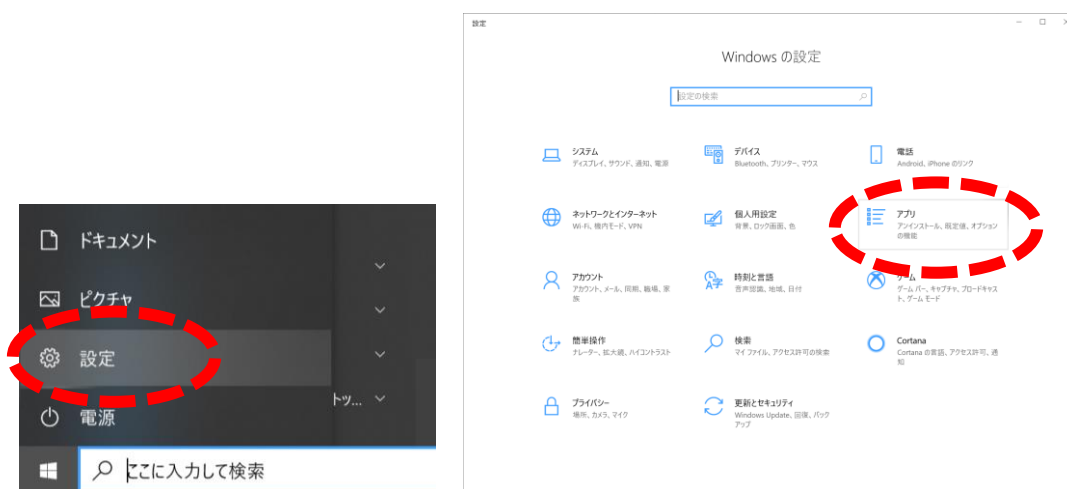 ドキュメント
ピクチャ
設定
トッ...
電源
ここに入力して検索
設定
Windows の設定
設定の検索
システム
ディスプレイ、サウンド、通知、電源
デバイス
Bluetooth、プリンター、マウス
電話
Android、iPhone のリンク
ネットワークとインターネット
Wi-Fi、機内モード、VPN
個人用設定
背景、ロック画面、色
アプリ
アンインストール、既定値、オプション
の機能
アカウント
アカウント、メール、同期、職場、家
族
時刻と言語
音声認識、地域、日付
ゲーム
ゲーム バー、キャプチャ、ブロードキャス
ト、ゲーム モード
簡単操作
ナレーター、拡大鏡、ハイコントラスト
検索
マイ ファイル、アクセス許可の検索
Cortana
Cortana の言語、アクセス許可、通
知
プライバシー
場所、カメラ、マイク
更新とセキュリティ
Windows Update、回復、バック
アップ